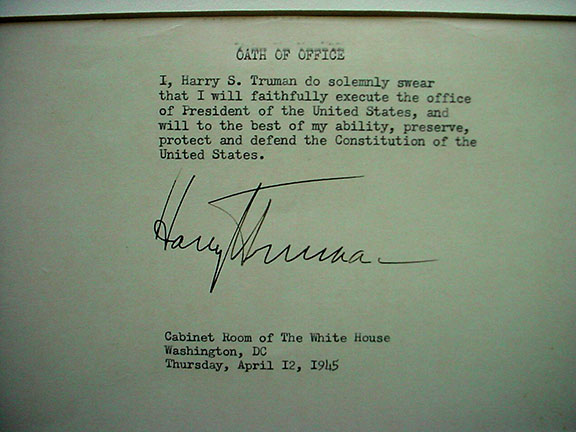 OATH OF OFFICE
I, Harry S. Truman do solemnly swear
that I will faithfully execute the office
of President of the United States, and
will to the best of my ability, preserve,
protect and defend the Constitution of the
United States.
Harry S Truman
Cabinet Room of The White House
Washington, DC
Thursday, April 12, 1945